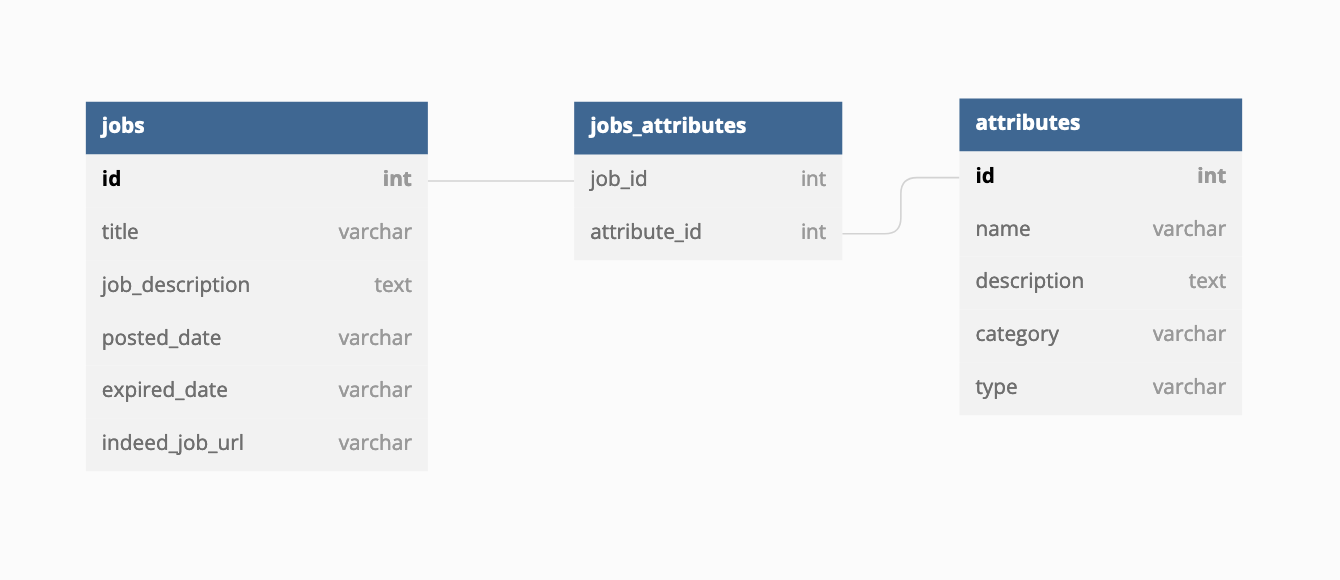 jobs
id int
title varchar
job_description text
posted_date varchar
expired_date varchar
indeed_job_url varchar
jobs_attributes
job_id int
attribute_id int
attributes
id int
name varchar
description text
category varchar
type varchar